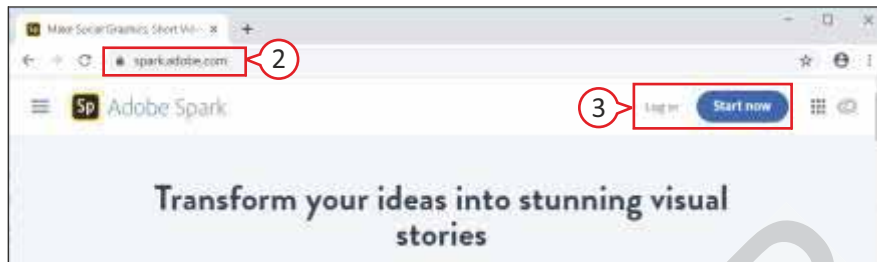 Make Social Graphics, Short Vi
spark.adobe.com
2
Sp Adobe Spark
3
Log in
Start now
Transform your ideas into stunning visual
stories